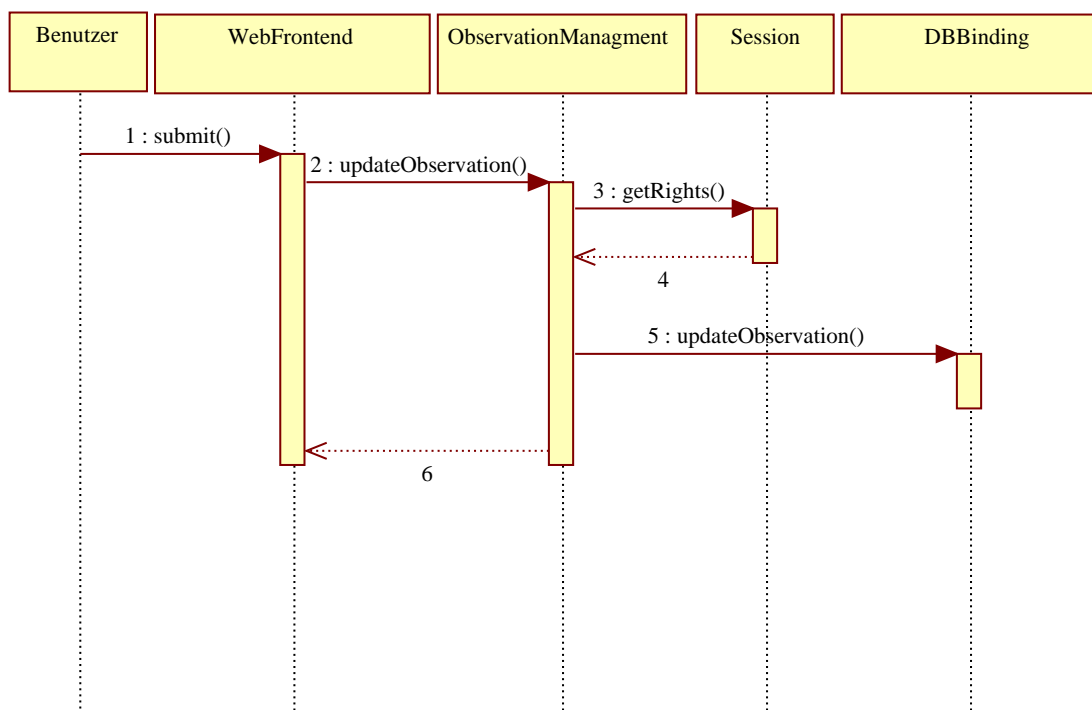 Benutzer
WebFrontend
ObservationManagment
Session
DBBinding
1 : submit()
2 : updateObservation()
3 : getRights()
4
5 : updateObservation()
6